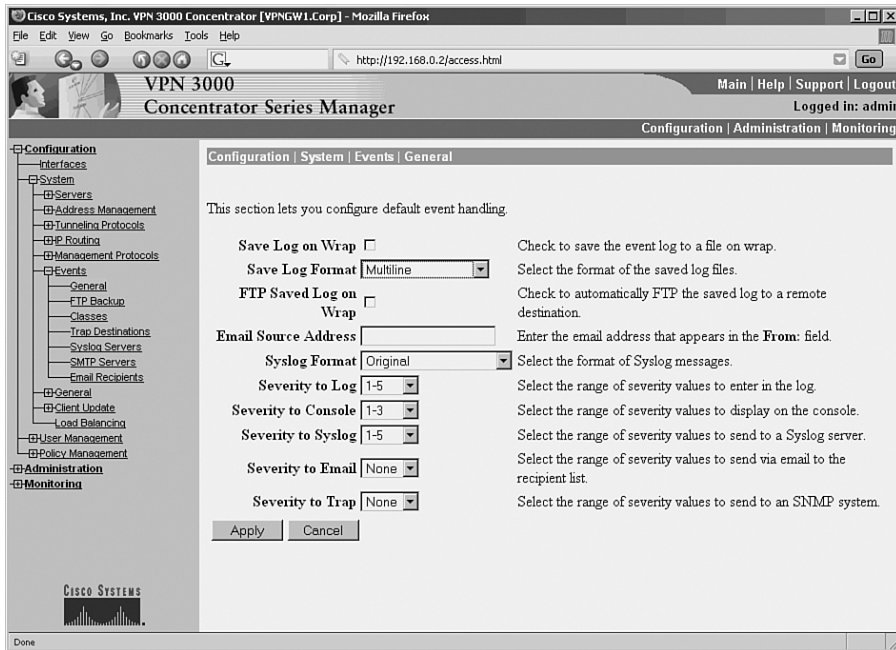 Cisco Systems, Inc. VPN 3000 Concentrator [VPNGW1.Corp] - Mozilla Firefox
File Edit View Go Bookmarks Tools Help
G. http://192.168.0.2/access.html Go
VPN 3000
Concentrator Series Manager
Main | Help | Support | Logout
Logged in: admin
Configuration | Administration | Monitoring
Configuration
Interfaces
System
Servers
Address Management
Tunneling Protocols
IP Routing
Management Protocols
Events
General
FTP Backup
Classes
Trap Destinations
Syslog Servers
SMTP Servers
Email Recipients
General
Client Update
Load Balancing
User Management
Policy Management
Administration
Monitoring
CISCO SYSTEMS
Configuration | System | Events | General
This section lets you configure default event handling.
Save Log on Wrap Check to save the event log to a file on wrap.
Save Log Format Multiline Select the format of the saved log files.
FTP Saved Log on Wrap Check to automatically FTP the saved log to a remote
destination.
Email Source Address Enter the email address that appears in the From: field.
Syslog Format Original Select the format of Syslog messages.
Severity to Log 1-5 Select the range of severity values to enter in the log.
Severity to Console 1-3 Select the range of severity values to display on the console.
Severity to Syslog 1-5 Select the range of severity values to send to a Syslog server.
Severity to Email None Select the range of severity values to send via email to the
recipient list.
Severity to Trap None Select the range of severity values to send to an SNMP system.
Apply Cancel
Done